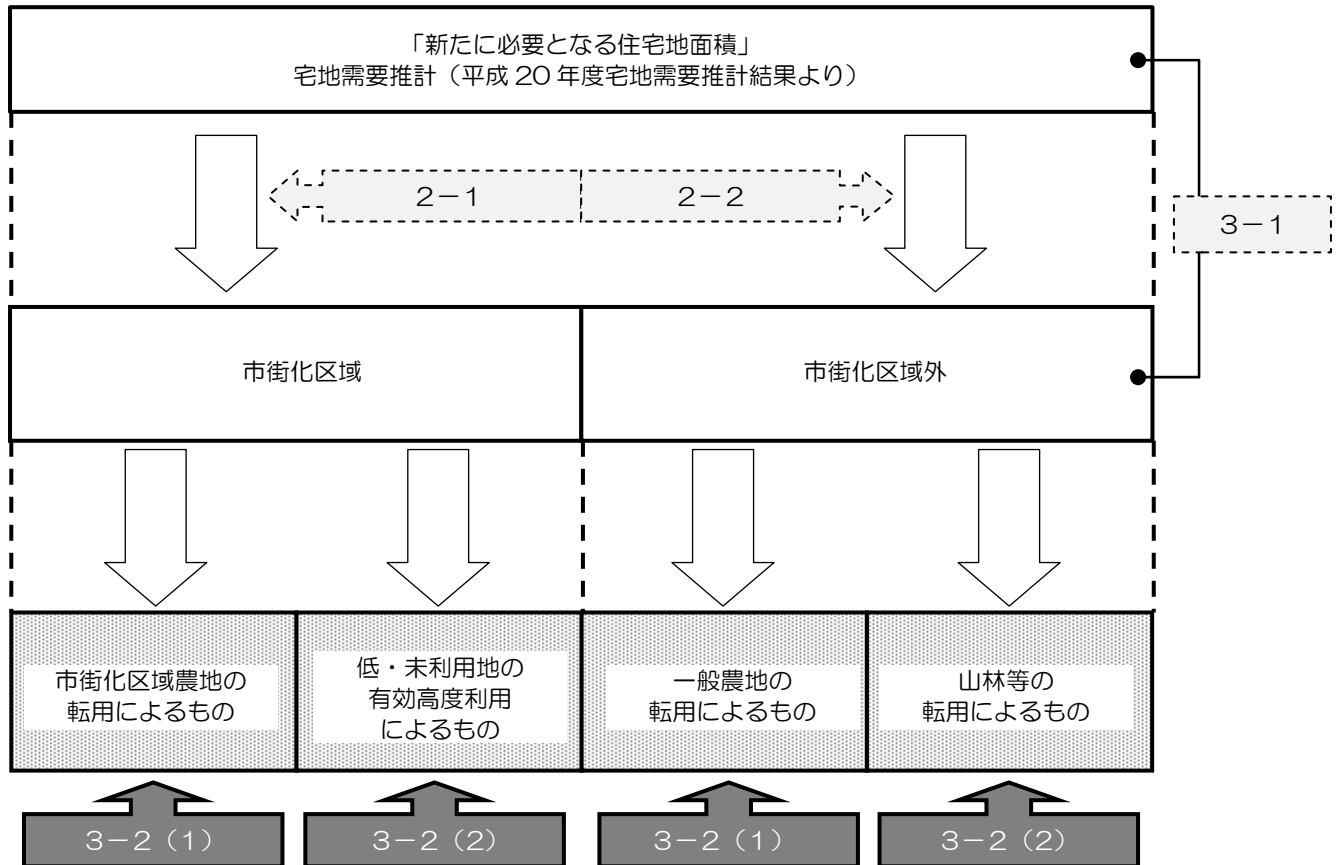 「新たに必要となる住宅地面積」
宅地需要推計（平成 20 年度宅地需要推計結果より）
２－１
２－２
３－１
市街化区域
市街化区域外
市街化区域農地の
転用によるもの
低・未利用地の
有効高度利用
によるもの
一般農地の
転用によるもの
山林等の
転用によるもの
３－２（１）
３－２（２）
３－２（１）
３－２（２）